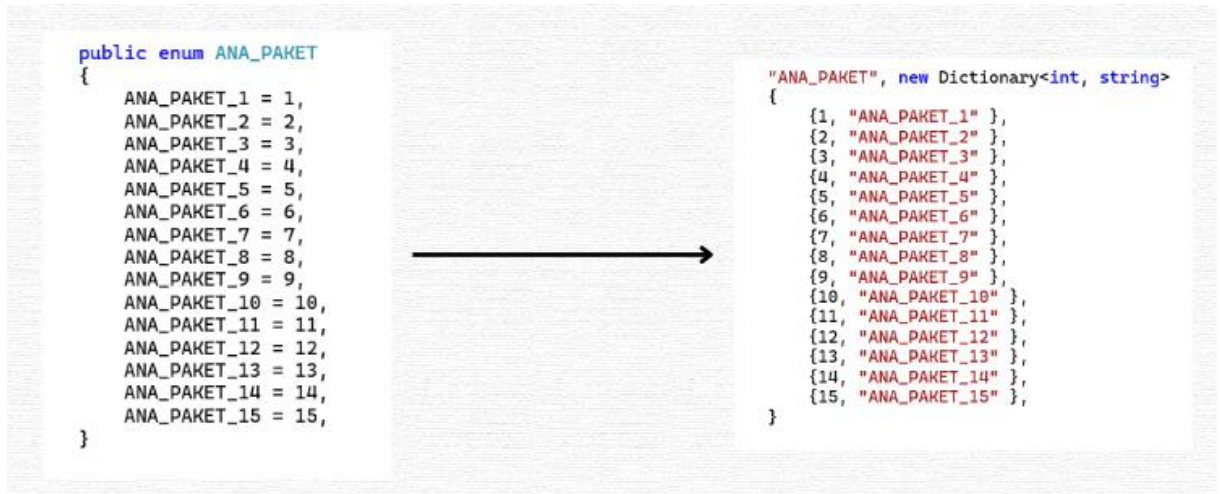 public enum ANA_PAKET
{
ANA_PAKET_1 = 1,
ANA_PAKET_2 = 2,
ANA_PAKET_3 = 3,
ANA_PAKET_4 = 4,
ANA_PAKET_5 = 5,
ANA_PAKET_6 = 6,
ANA_PAKET_7 = 7,
ANA_PAKET_8 = 8,
ANA_PAKET_9 = 9,
ANA_PAKET_10 = 10,
ANA_PAKET_11 = 11,
ANA_PAKET_12 = 12,
ANA_PAKET_13 = 13,
ANA_PAKET_14 = 14,
ANA_PAKET_15 = 15,
}
"ANA_PAKET", new Dictionary<int, string>
{
{1, "ANA_PAKET_1" },
{2, "ANA_PAKET_2" },
{3, "ANA_PAKET_3" },
{4, "ANA_PAKET_4" },
{5, "ANA_PAKET_5" },
{6, "ANA_PAKET_6" },
{7, "ANA_PAKET_7" },
{8, "ANA_PAKET_8" },
{9, "ANA_PAKET_9" },
{10, "ANA_PAKET_10" },
{11, "ANA_PAKET_11" },
{12, "ANA_PAKET_12" },
{13, "ANA_PAKET_13" },
{14, "ANA_PAKET_14" },
{15, "ANA_PAKET_15" },
}